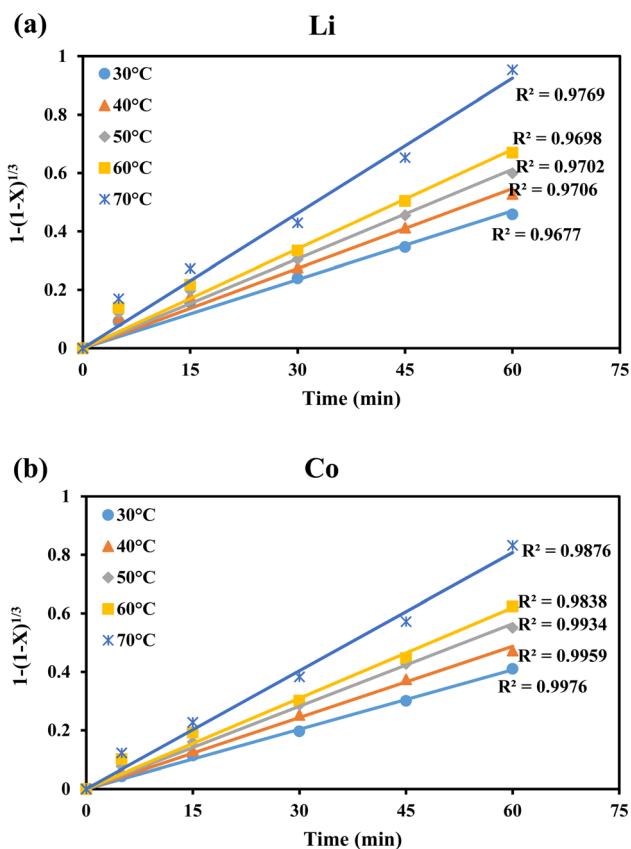 (a)
Li
1
0.8
0.6
0.4
0.2
0
1-(1-X)1/3
30°C
40°C
50°C
60°C
70°C
R² = 0.9769
R² = 0.9698
R² = 0.9702
R² = 0.9706
R² = 0.9677
0 15 30 45 60 75
Time (min)
(b)
Co
1
0.8
0.6
0.4
0.2
0
1-(1-X)1/3
30°C
40°C
50°C
60°C
70°C
R² = 0.9876
R² = 0.9838
R² = 0.9934
R² = 0.9959
R² = 0.9976
0 15 30 45 60 75
Time (min)